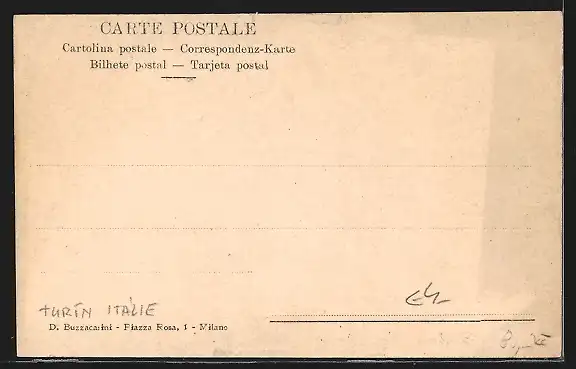 CARTE POSTALE
Cartolina postale — Correspondenz-Karte
Bilhete postal — Tarjeta postal
TURIN ITALIE
D. Buzzacarini - Piazza Rosa, 1 - Milano